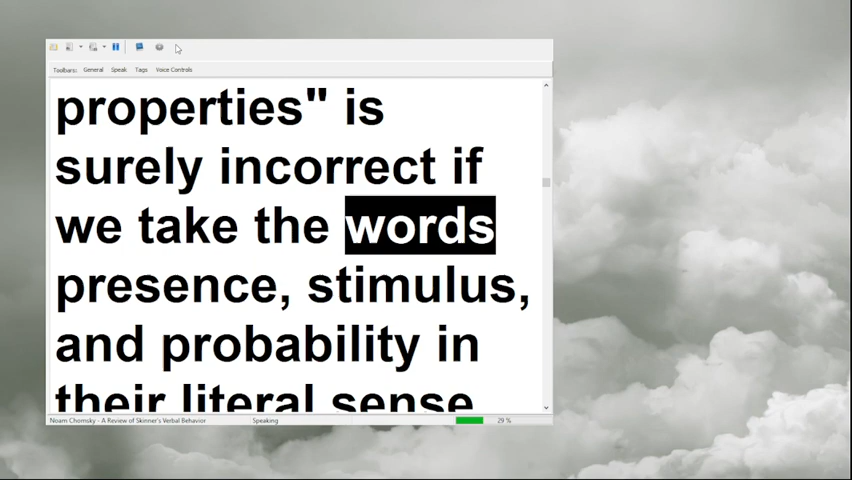 Toolbars: General Speak Tags Voice Controls
properties" is
surely incorrect if
we take the words
presence, stimulus,
and probability in
their literal sense
Noam Chomsky - A Review of Skinner's Verbal Behavior Speaking 29 %